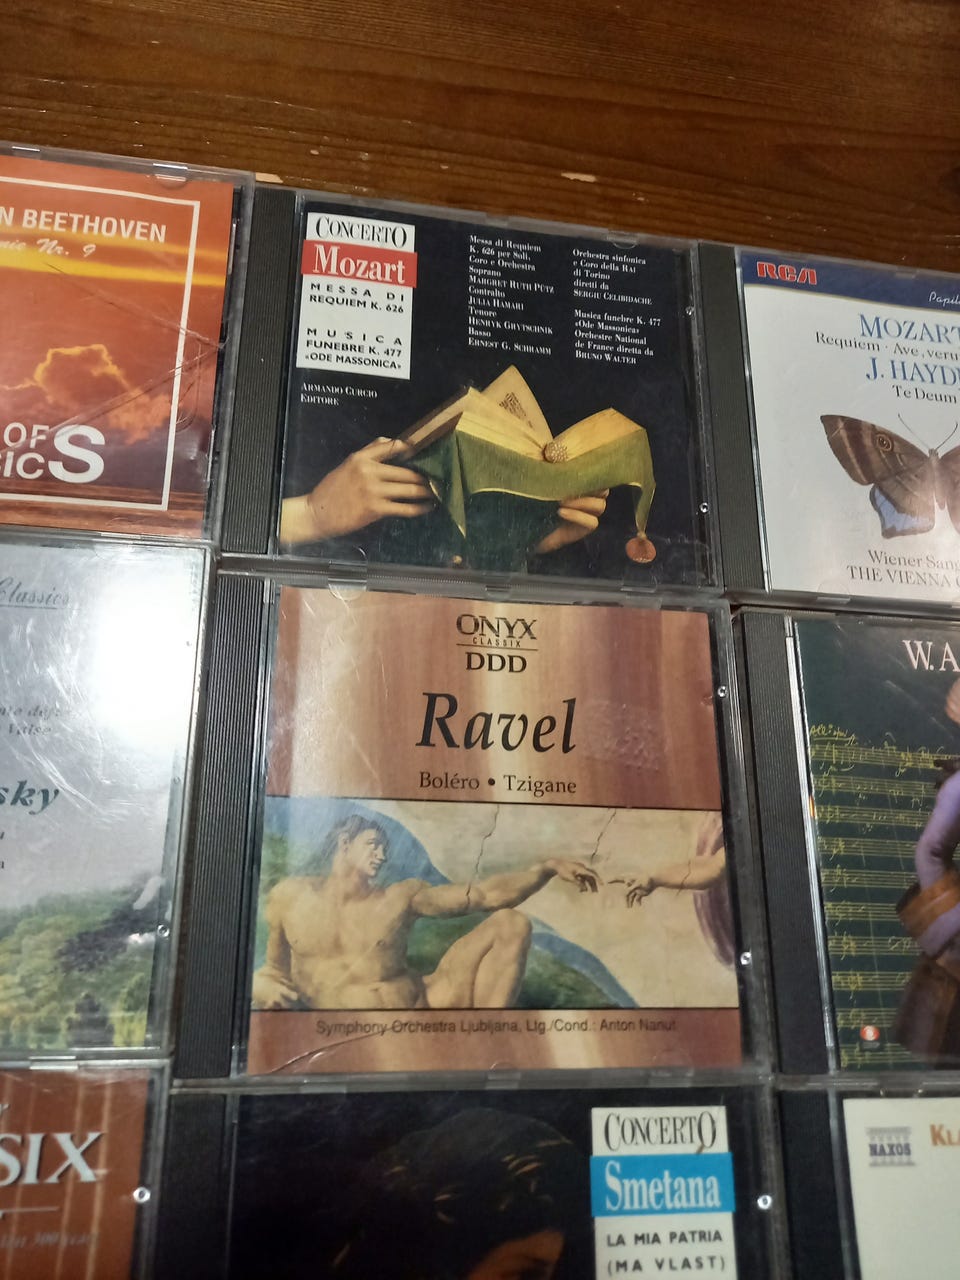 N BEETHOVEN
nie Nr. 9
OF
SICS
CONCERTO
Mozart
MESSA DI
REQUIEM K. 626
MUSICA
FUNEBRE K. 477
«ODE MASSONICA»
ARMANDO CURCIO
EDITORE
Messa di Requiem
K. 626 per Soli,
Coro e Orchestra
Soprano
MARGRET RUTH PÜTZ
Contralto
JULIA HAMARI
Tenore
HENRYK GRYTSCHNIK
Basso
ERNEST G. SCHRAMM
Orchestra sinfonica
e Coro della RAI
di Torino
diretti da
SERGIU CELIBIDACHE
Musica funebre K. 477
«Ode Massonica»
Orchestre National
de France diretta da
BRUNO WALTER
RCA
Papil
MOZART
Requiem · Ave, veru
J. HAYD
Te Deum
Wiener Sang
THE VIENNA
Classics
Valse
sky
ONYX
CLASSIX
DDD
Ravel
Boléro • Tzigane
Symphony Orchestra Ljubljana, Ltg./Cond.: Anton Nanut
W.A
SIX
CONCERTO
Smetana
LA MIA PATRIA
(MA VLAST)
NAXOS
KL